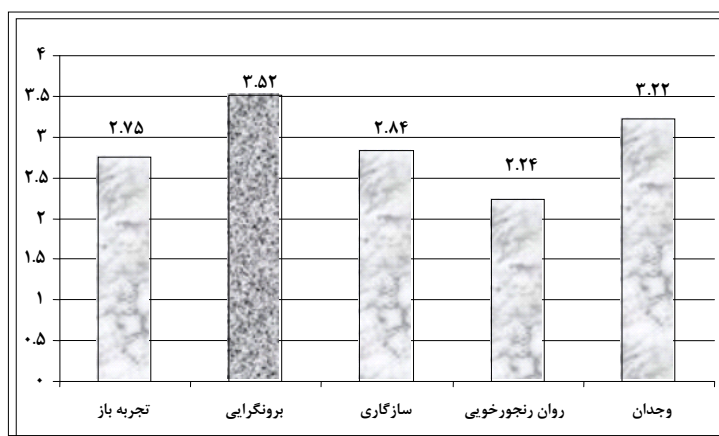 ۴
۳.۵
۳
۲.۵
۲
۱.۵
۱
۰.۵
۰
۲.۷۵
۳.۵۲
۲.۸۴
۲.۲۴
۳.۲۲
تجربه باز
برونگرایی
سازگاری
روان رنجورخویی
وجدان